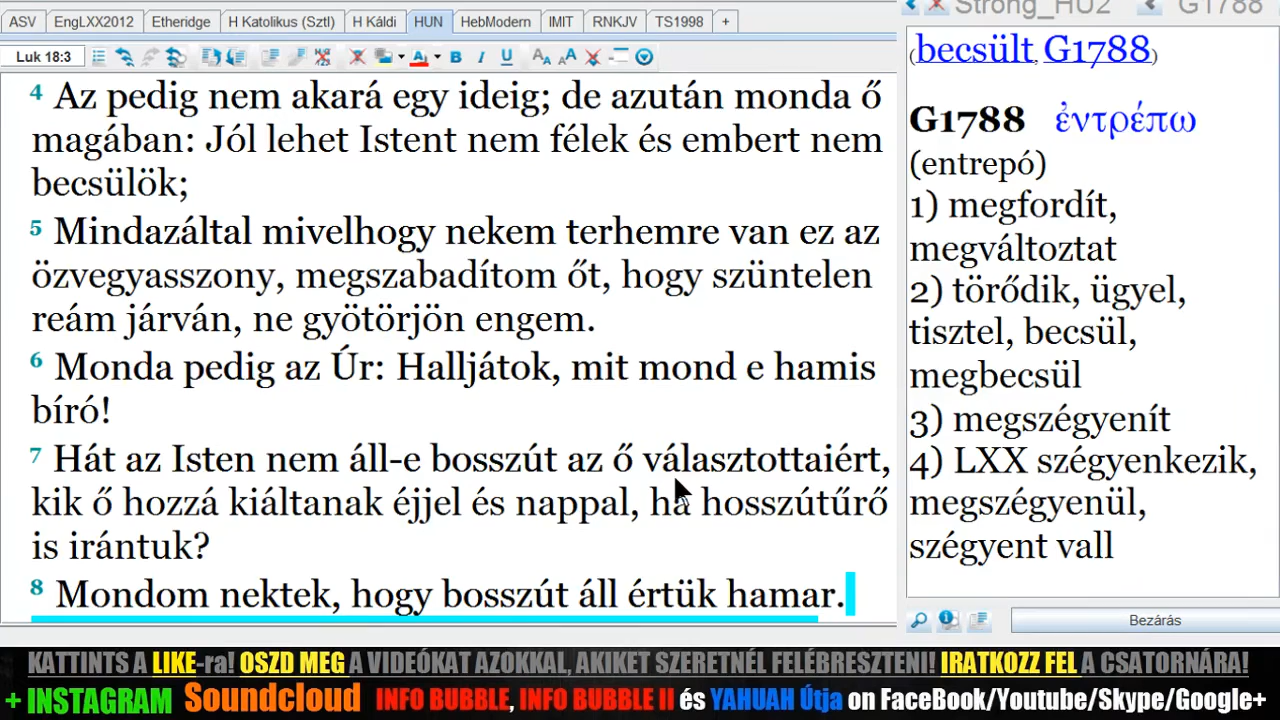 ASV EngLXX2012 Etheridge H Katolikus (Sztl) H Káldi HUN HebModern IMIT RNKJV TS1998 +
Luk 18:3
4 Az pedig nem akará egy ideig; de azután monda ő
magában: Jól lehet Istent nem félek és embert nem
becsülök;
5 Mindazáltal mivelhogy nekem terhemre van ez az
özvegyasszony, megszabadítom őt, hogy szüntelen
reám járván, ne gyötörjön engem.
6 Monda pedig az Úr: Halljátok, mit mond e hamis
bíró!
7 Hát az Isten nem áll-e bosszút az ő választottaiért,
kik ő hozzá kiáltanak éjjel és nappal, ha hosszútűrő
is irántuk?
8 Mondom nektek, hogy bosszút áll értük hamar.
Strong_HU2 G1788
(becsült, G1788)
G1788 ἐντρέπω
(entrepó)
1) megfordít,
megváltoztat
2) törődik, ügyel,
tisztel, becsül,
megbecsül
3) megszégyenít
4) LXX szégyenkezik,
megszégyenül,
szégyent vall
Bezárás
KATTINTS A LIKE-ra! OSZD MEG A VIDEÓKAT AZOKKAL, AKIKET SZERETNÉL FELÉBRESZTENI! IRATKOZZ FEL A CSATORNÁRA!
+ INSTAGRAM Soundcloud INFO BUBBLE, INFO BUBBLE II és YAHUAH Útja on FaceBook/Youtube/Skype/Google+